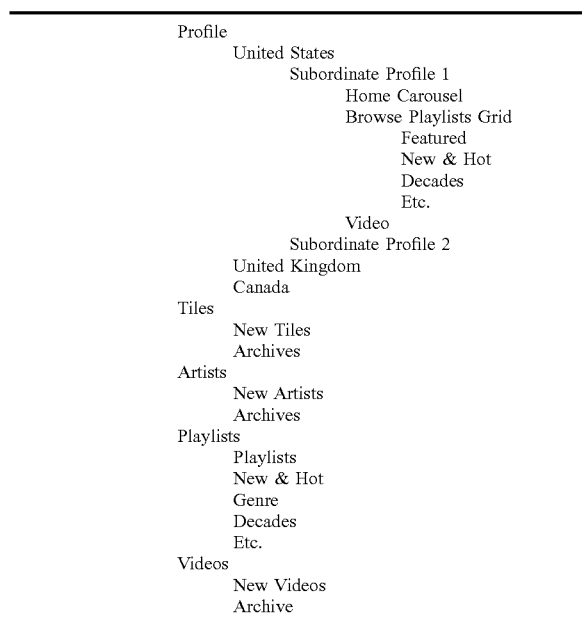 Profile
United States
Subordinate Profile 1
Home Carousel
Browse Playlists Grid
Featured
New & Hot
Decades
Etc.
Video
Subordinate Profile 2
United Kingdom
Canada
Tiles
New Tiles
Archives
Artists
New Artists
Archives
Playlists
Playlists
New & Hot
Genre
Decades
Etc.
Videos
New Videos
Archive